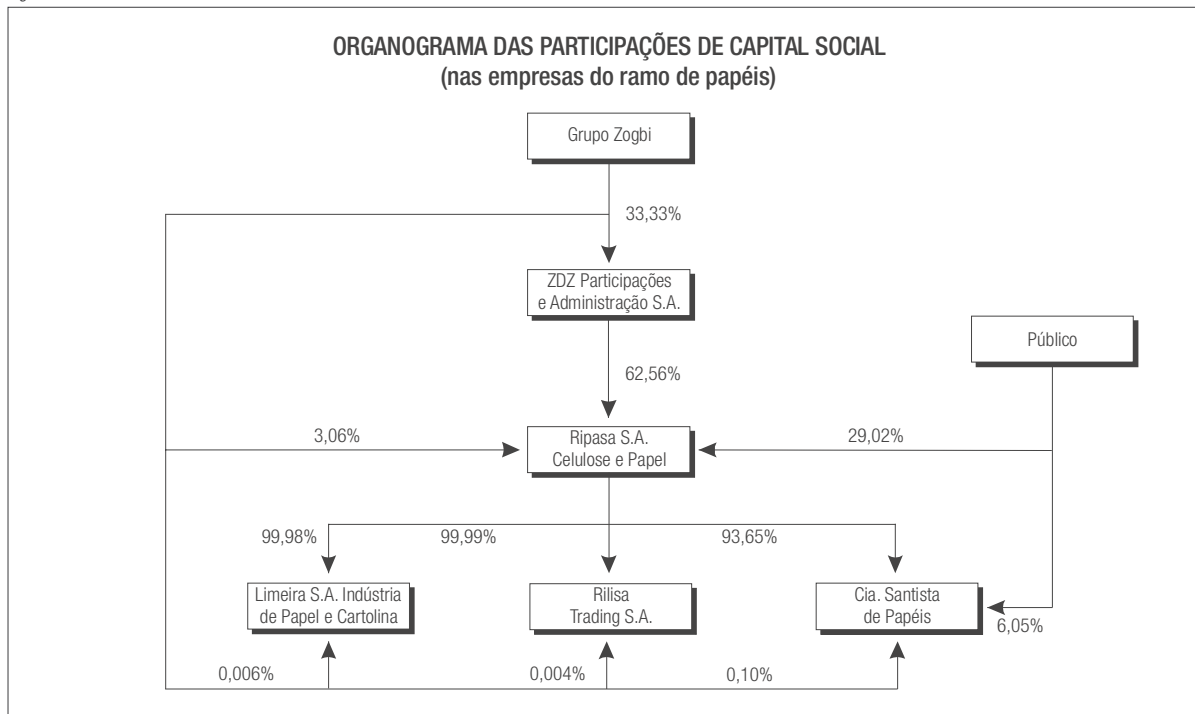 ORGANOGRAMA DAS PARTICIPAÇÕES DE CAPITAL SOCIAL
(nas empresas do ramo de papéis)
Grupo Zogbi
33,33%
ZDZ Participações
e Administração S.A.
Público
62,56%
3,06%
Ripasa S.A.
Celulose e Papel
29,02%
99,98%
99,99%
93,65%
Limeira S.A. Indústria
de Papel e Cartolina
Rilisa
Trading S.A.
Cia. Santista
de Papéis
6,05%
0,006%
0,004%
0,10%